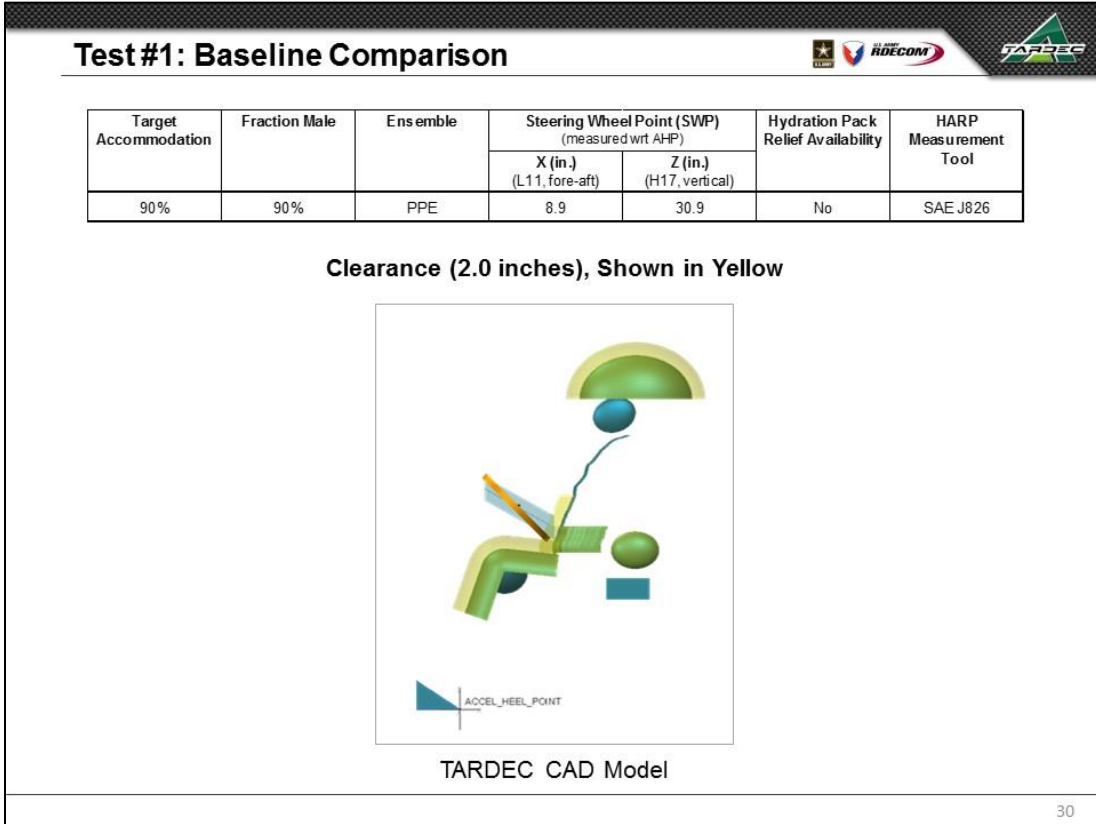 Test #1: Baseline Comparison
U.S. ARMY
U.S. ARMY
RDECOM
TARDEC
Target Accommodation
Fraction Male
Ensemble
Steering Wheel Point (SWP)
(measured wrt AHP)
Hydration Pack Relief Availability
HARP Measurement Tool
X (in.)
(L11, fore-aft)
Z (in.)
(H17, vertical)
90%
90%
PPE
8.9
30.9
No
SAE J826
Clearance (2.0 inches), Shown in Yellow
ACCEL_HEEL_POINT
TARDEC CAD Model
30